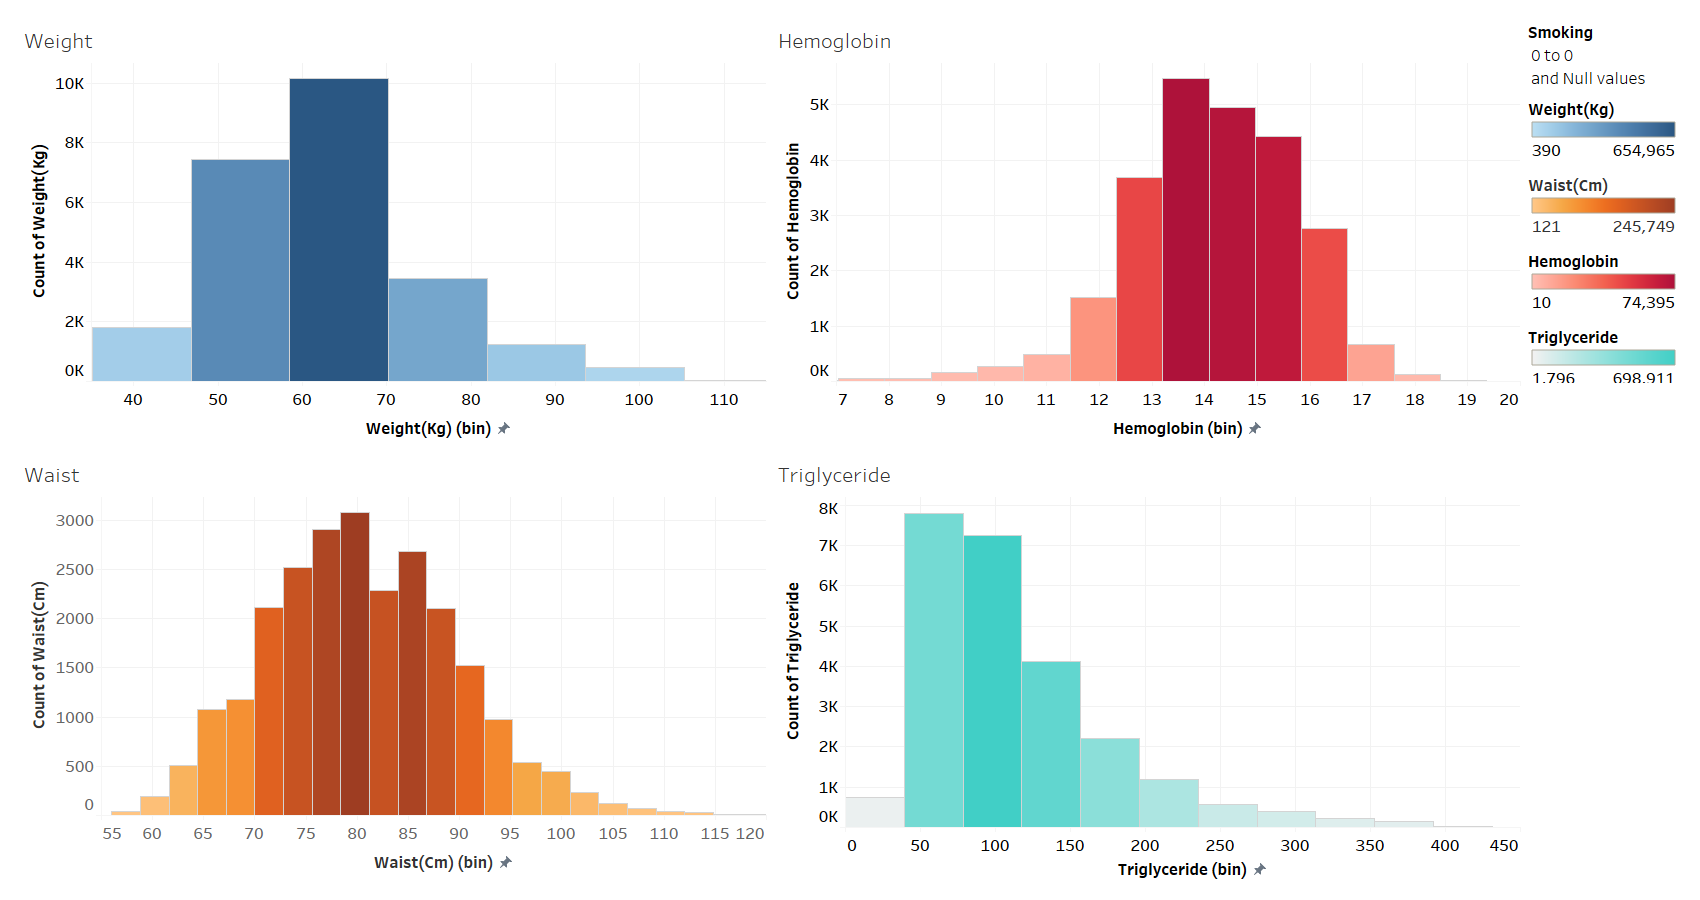 Weight
Count of Weight(Kg)
10K
8K
6K
4K
2K
0K
40 50 60 70 80 90 100 110
Weight(Kg) (bin)
Hemoglobin
Count of Hemoglobin
5K
4K
3K
2K
1K
0K
7 8 9 10 11 12 13 14 15 16 17 18 19 20
Hemoglobin (bin)
Smoking
0 to 0
and Null values
Weight(Kg)
390 654,965
Waist(Cm)
121 245,749
Hemoglobin
10 74,395
Triglyceride
1,796 698,911
Waist
Count of Waist(Cm)
3000
2500
2000
1500
1000
500
0
55 60 65 70 75 80 85 90 95 100 105 110 115 120
Waist(Cm) (bin)
Triglyceride
Count of Triglyceride
8K
7K
6K
5K
4K
3K
2K
1K
0K
0 50 100 150 200 250 300 350 400 450
Triglyceride (bin)